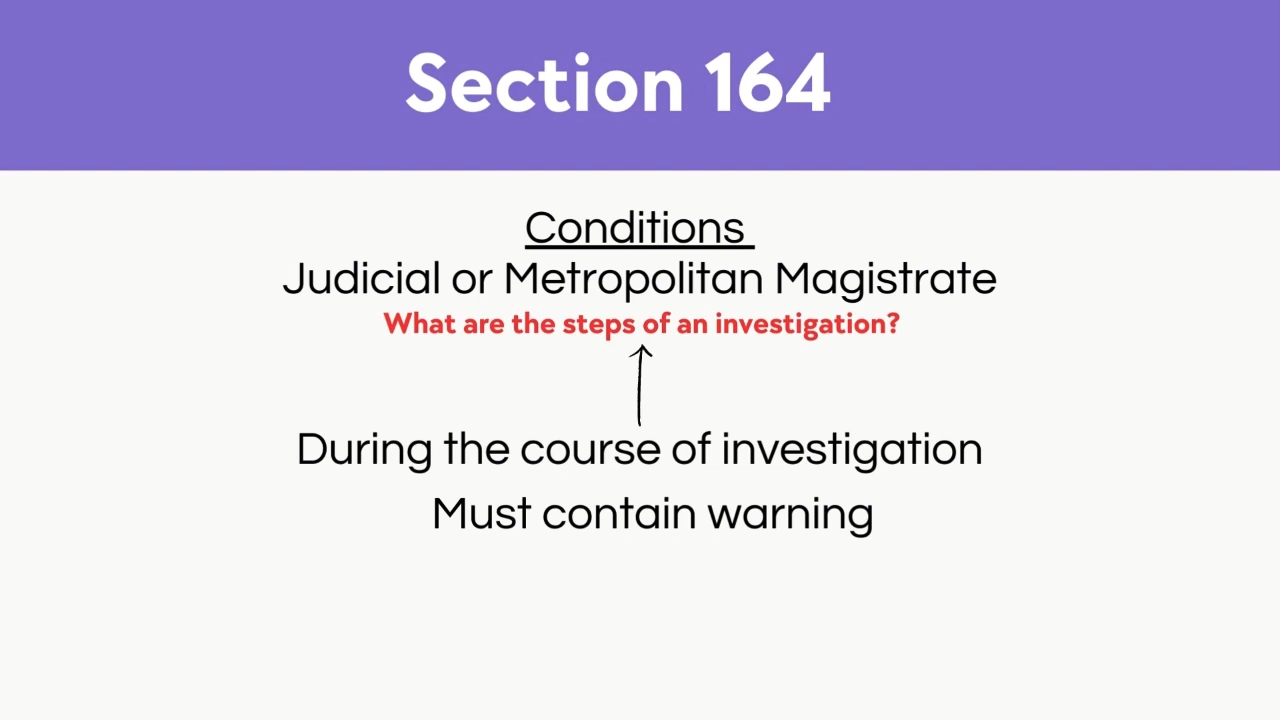 Section 164
Conditions
Judicial or Metropolitan Magistrate
What are the steps of an investigation?
During the course of investigation
Must contain warning